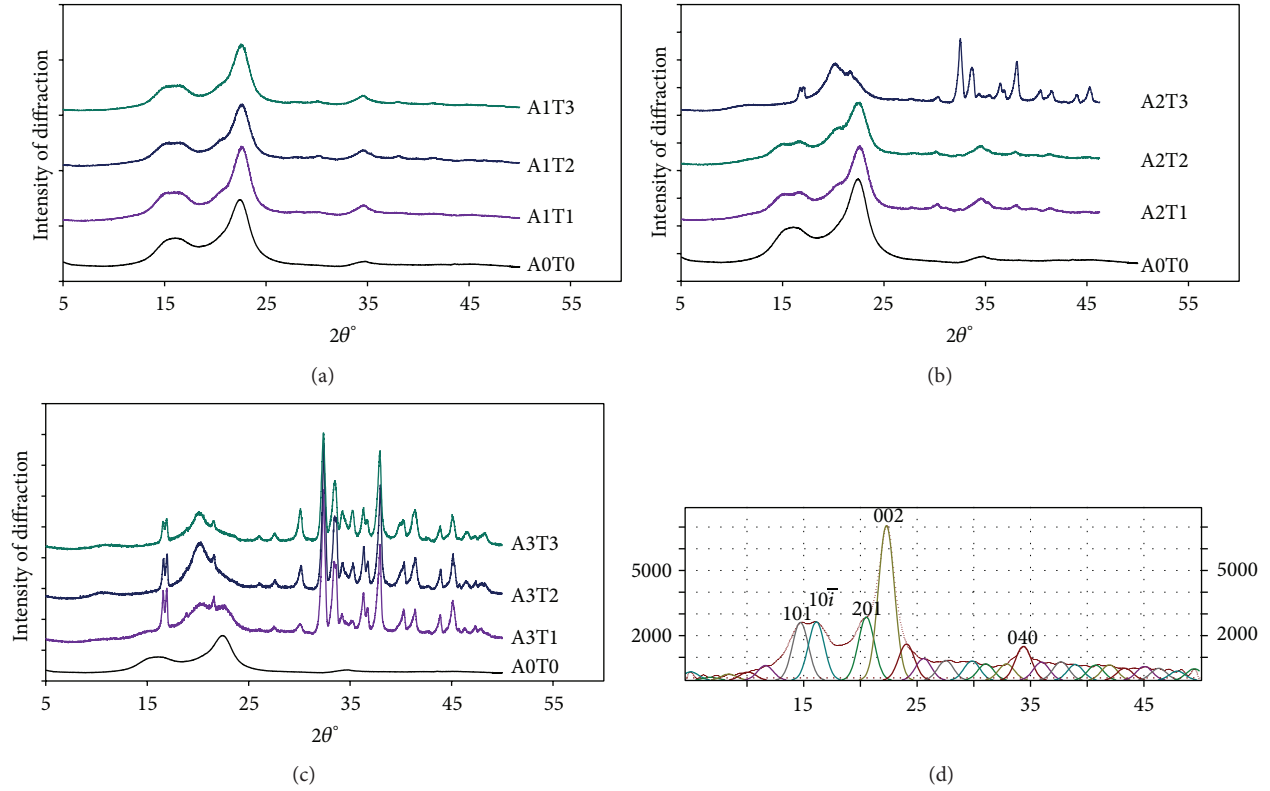 Intensity of diffraction
A1T3
A1T2
A1T1
A0T0
5 15 25 35 45 55
2θ°
(a)
Intensity of diffraction
A2T3
A2T2
A2T1
A0T0
5 15 25 35 45 55
2θ°
(b)
Intensity of diffraction
A3T3
A3T2
A3T1
A0T0
5 15 25 35 45 55
2θ°
(c)
002
5000 5000
10i̅
101 201
2000 040 2000
15 25 35 45
(d)